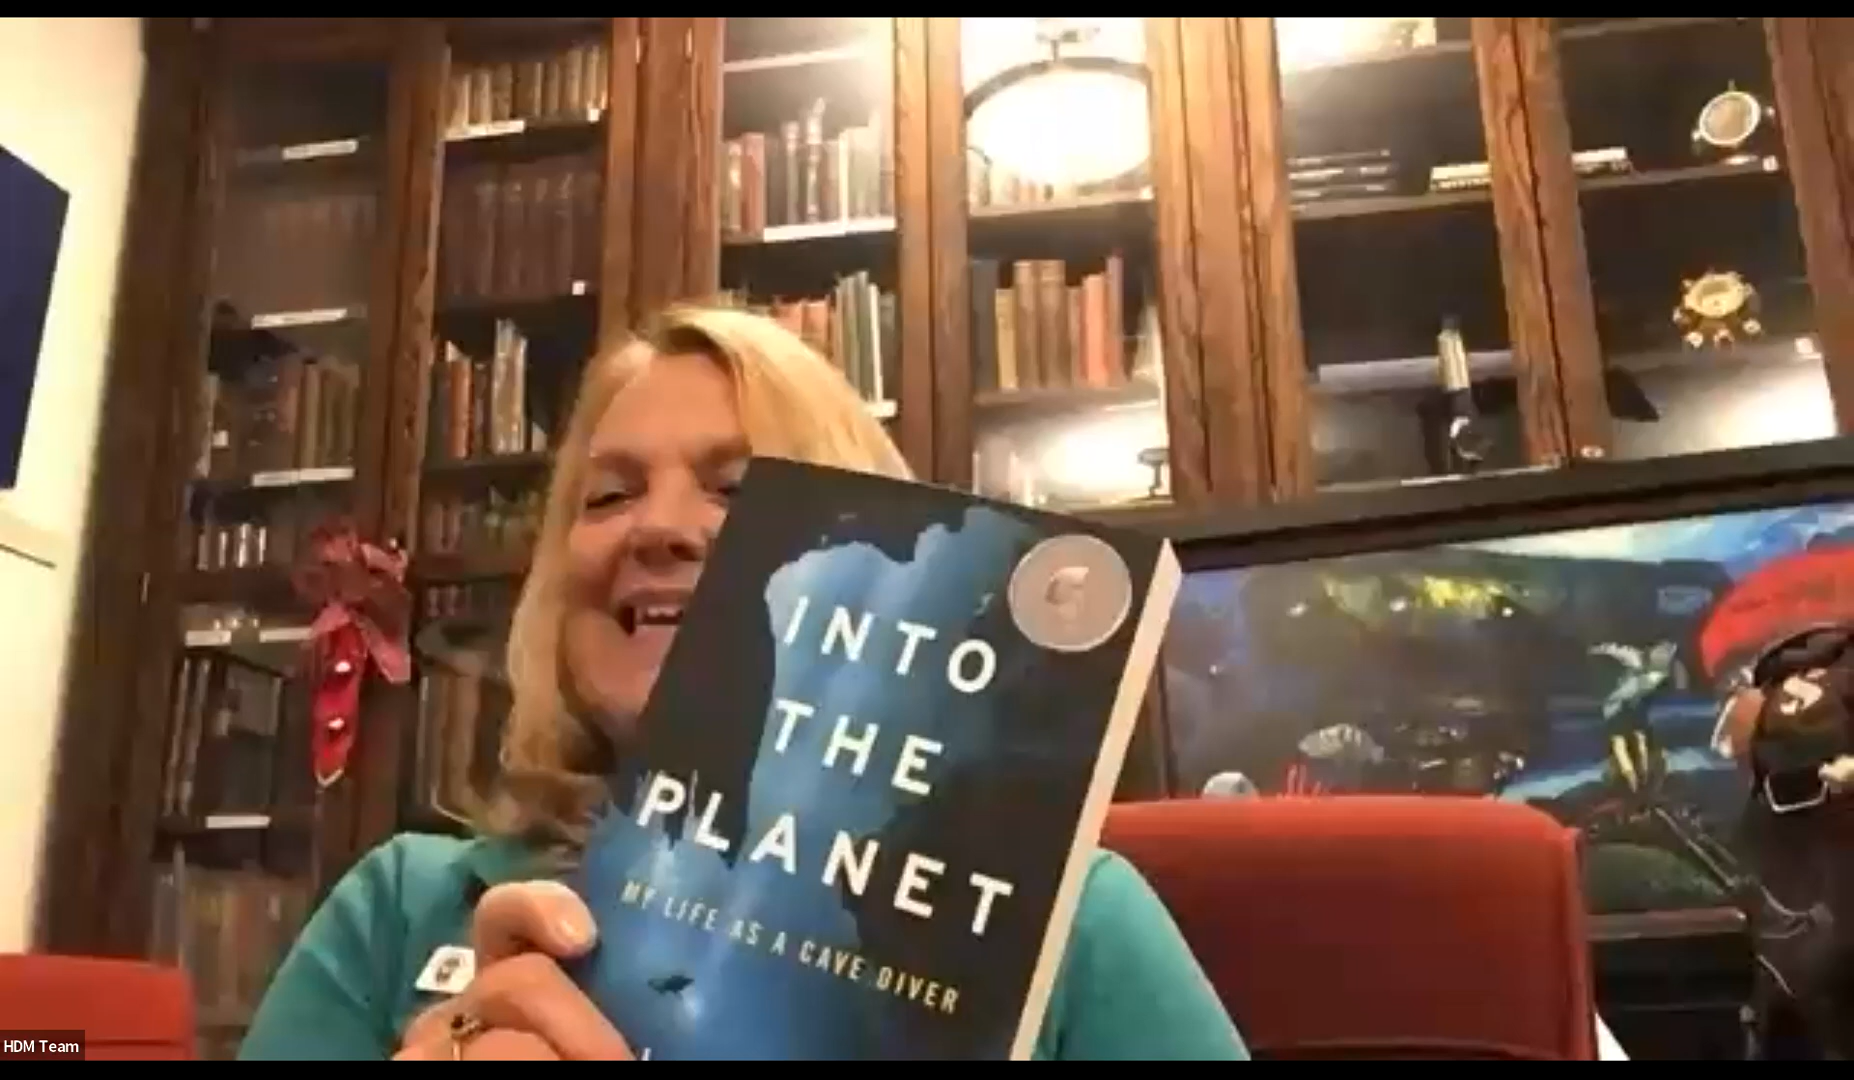 INTO
THE
PLANET
MY LIFE AS A CAVE DIVER
HDM Team